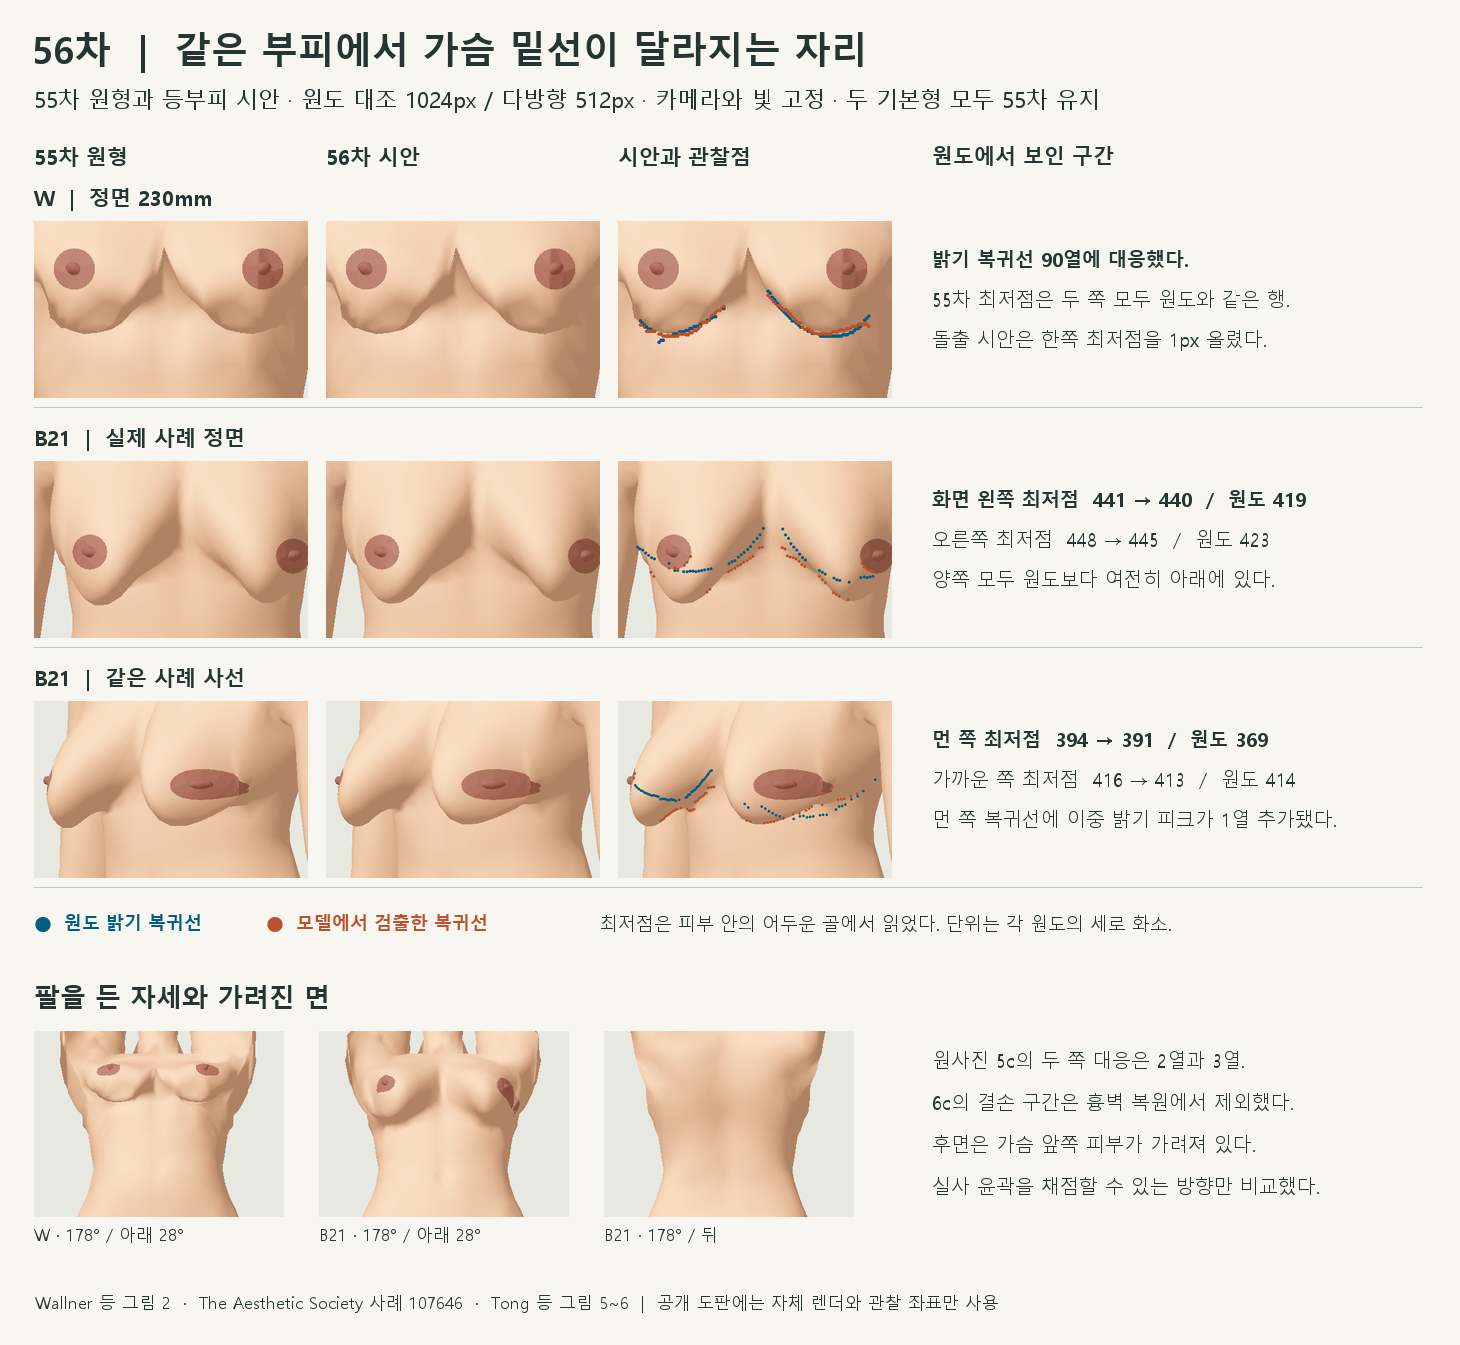 56차 | 같은 부피에서 가슴 밑선이 달라지는 자리
55차 원형과 등부피 시안 · 원도 대조 1024px / 다방향 512px · 카메라와 빛 고정 · 두 기본형 모두 55차 유지
55차 원형
56차 시안
시안과 관찰점
원도에서 보인 구간
W | 정면 230mm
밝기 복귀선 90열에 대응했다.
55차 최저점은 두 쪽 모두 원도와 같은 행.
돌출 시안은 한쪽 최저점을 1px 올렸다.
B21 | 실제 사례 정면
화면 왼쪽 최저점 441 → 440 / 원도 419
오른쪽 최저점 448 → 445 / 원도 423
양쪽 모두 원도보다 여전히 아래에 있다.
B21 | 같은 사례 사선
먼 쪽 최저점 394 → 391 / 원도 369
가까운 쪽 최저점 416 → 413 / 원도 414
먼 쪽 복귀선에 이중 밝기 피크가 1열 추가됐다.
● 원도 밝기 복귀선
● 모델에서 검출한 복귀선
최저점은 피부 안의 어두운 골에서 읽었다. 단위는 각 원도의 세로 화소.
팔을 든 자세와 가려진 면
원사진 5c의 두 쪽 대응은 2열과 3열.
6c의 결손 구간은 흉벽 복원에서 제외했다.
후면은 가슴 앞쪽 피부가 가려져 있다.
실사 윤곽을 채점할 수 있는 방향만 비교했다.
W · 178° / 아래 28°
B21 · 178° / 아래 28°
B21 · 178° / 뒤
Wallner 등 그림 2 · The Aesthetic Society 사례 107646 · Tong 등 그림 5~6 | 공개 도판에는 자체 렌더와 관찰 좌표만 사용